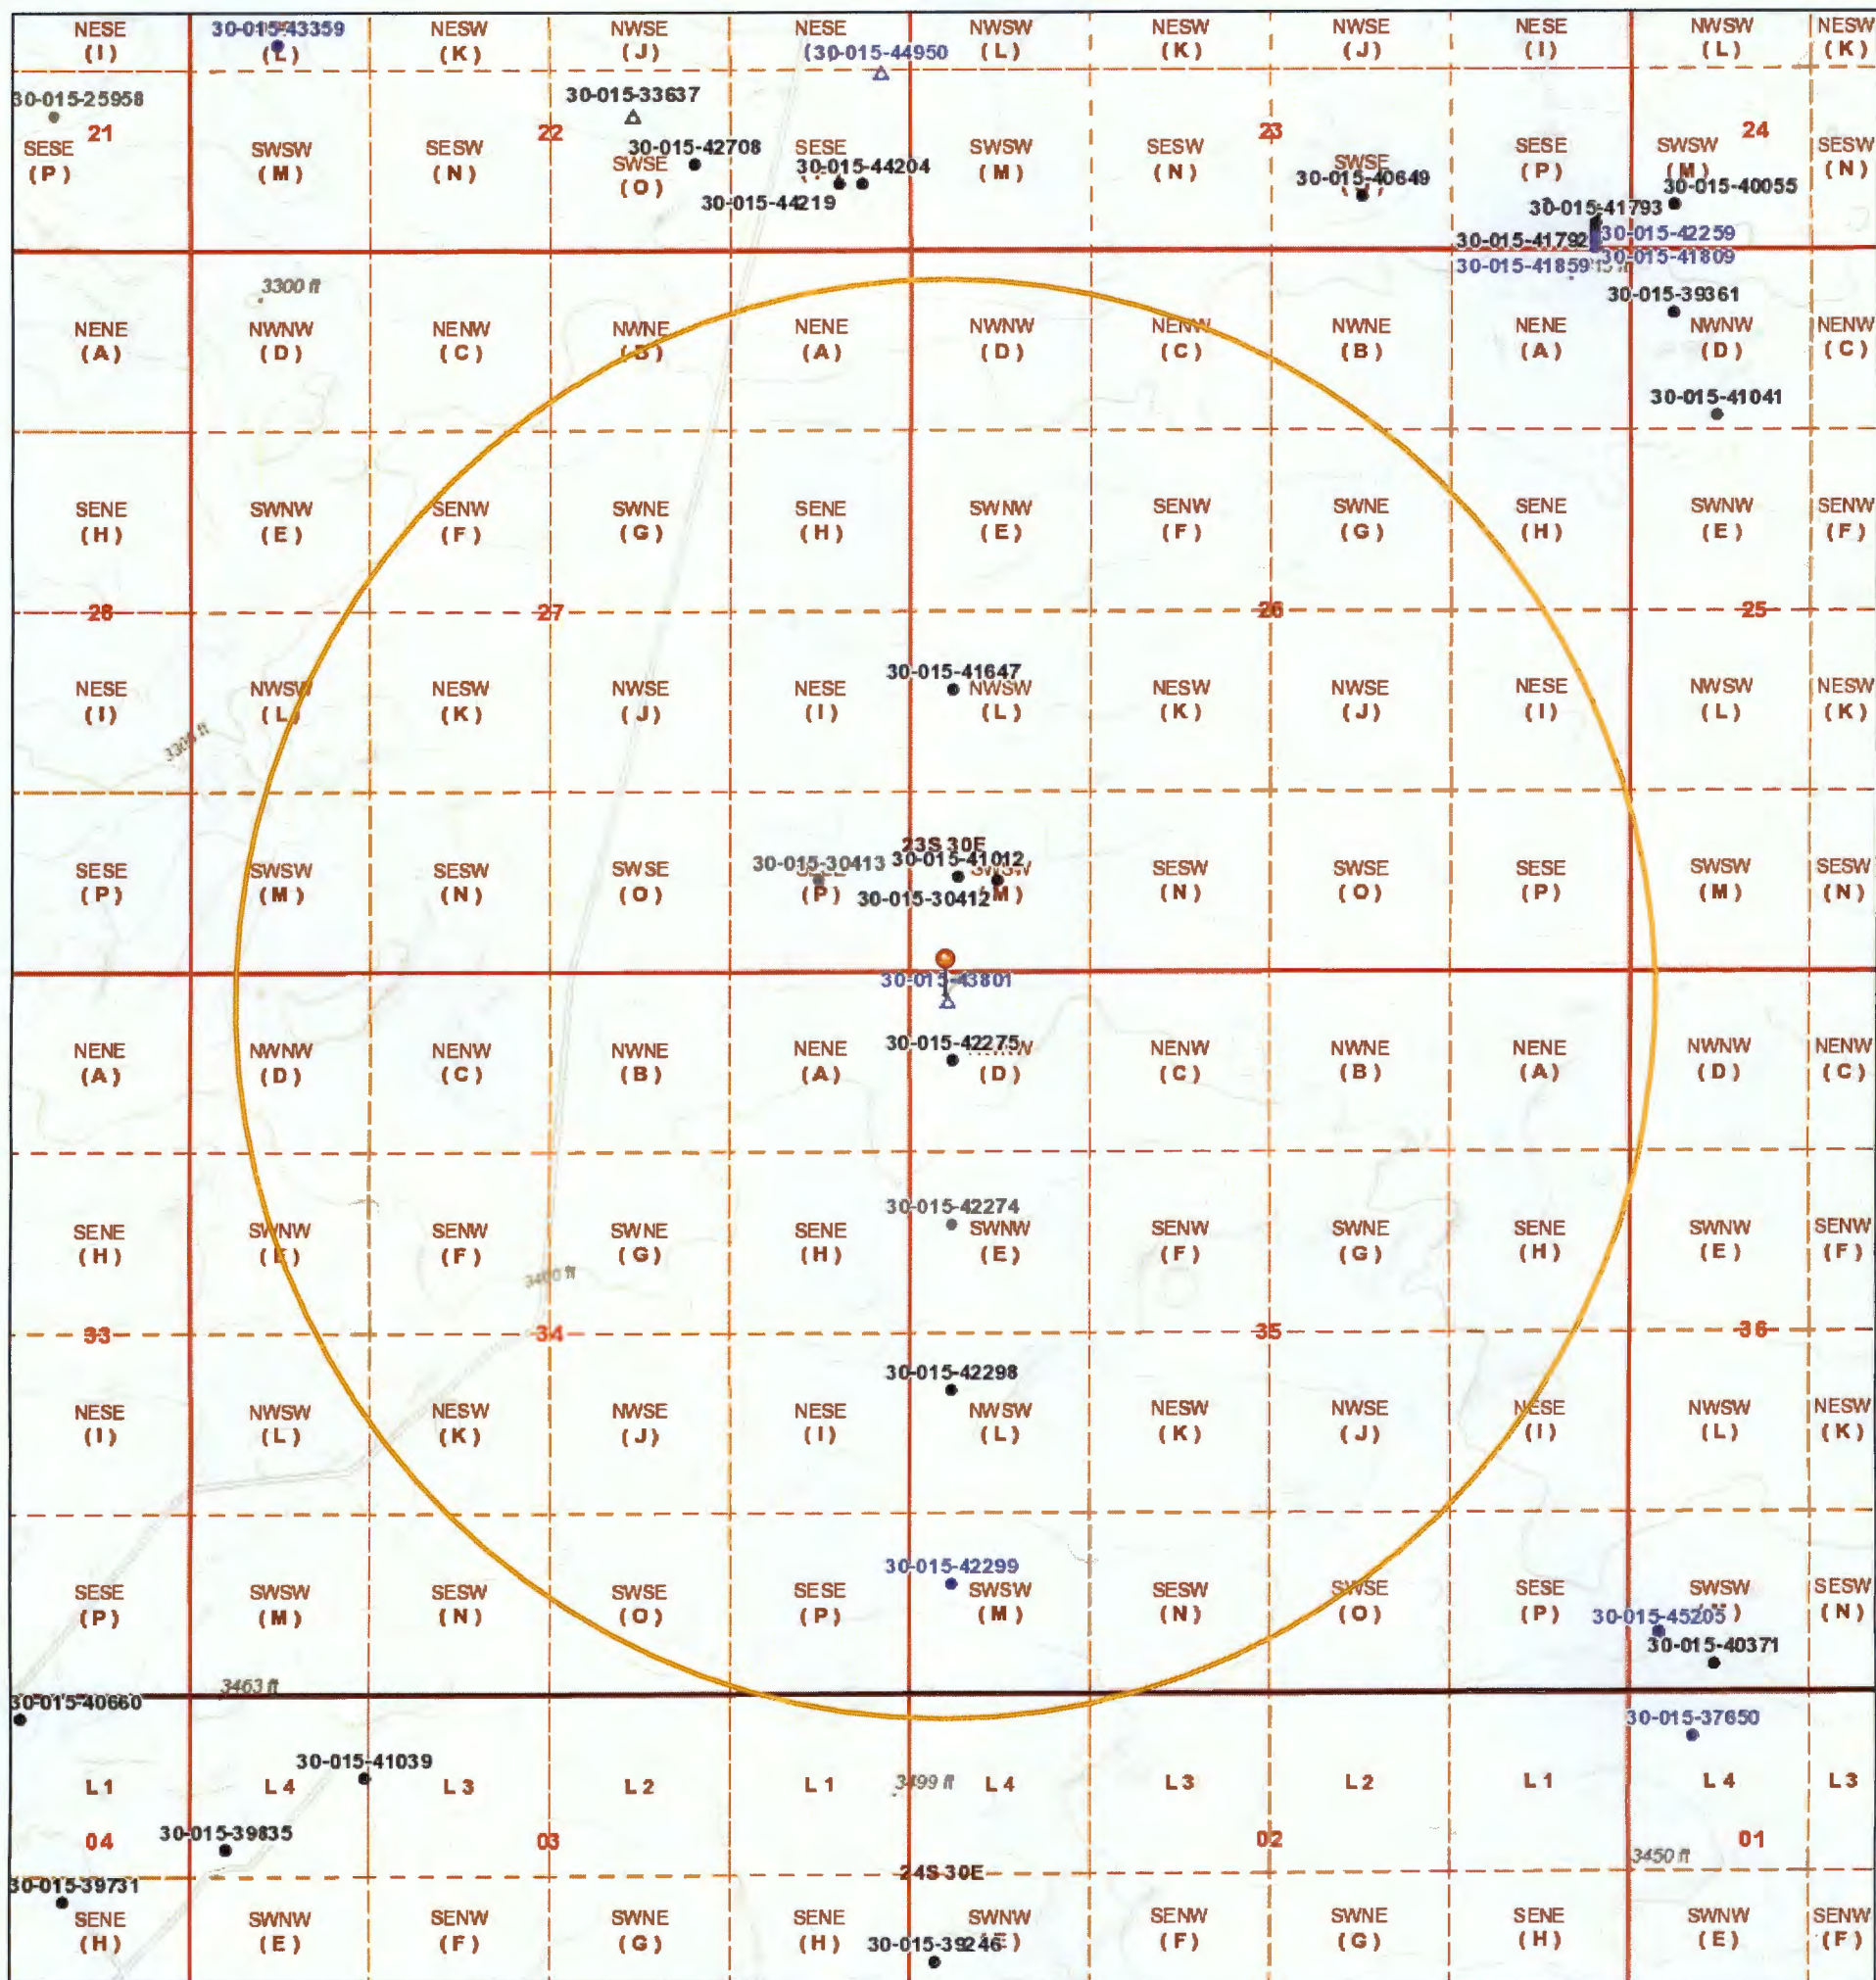 NESE 30-015-43359 NESW NWSE NESE NWSW NESW NWSE NESE NWSW NESW
(I) (L) (K) (J) (30-015-44950 (L) (K) (J) (I) (L) (K)
30-015-25958 30-015-33637
21 22 23 24
30-015-42708
SESE SWSW SESW SWSE SESE SWSW SESW SWSE SESE SWSW SESW
(P) (M) (N) (O) 30-015-44204 (M) (N) 30-015-40649 (P) (M) (N)
30-015-40055
30-015-44219 30-015-41793
30-015-41792 30-015-42259
30-015-41859 30-015-41809
3300 ft 30-015-39361
NENE NWNW NENW NWNE NENE NWNW NENW NWNE NENE NWNW NENW
(A) (D) (C) (B) (A) (D) (C) (B) (A) (D) (C)
30-015-41041
SENE SWNW SENW SWNE SENE SWNW SENW SWNE SENE SWNW SENW
(H) (E) (F) (G) (H) (E) (F) (G) (H) (E) (F)
28 27 26 25
30-015-41647
NESE NWSW NESW NWSE NESE NWSW NESW NWSE NESE NWSW NESW
(I) (L) (K) (J) (I) (L) (K) (J) (I) (L) (K)
3300 ft
23S 30E
30-015-30413 30-015-41012
SESE SWSW SESW SWSE SWSW SESW SWSE SESE SWSW SESW
(P) (M) (N) (O) (P) 30-015-30412 M) (N) (O) (P) (M) (N)
30-015-43801
30-015-42275
NENE NWNW NENW NWNE NENE NENW NWNE NENE NWNW NENW
(A) (D) (C) (B) (A) (D) (C) (B) (A) (D) (C)
30-015-42274
SENE SWNW SENW SWNE SENE SWNW SENW SWNE SENE SWNW SENW
(H) (E) (F) (G) (H) (E) (F) (G) (H) (E) (F)
3400 ft
33 34 35 36
30-015-42298
NESE NWSW NESW NWSE NESE NWSW NESW NWSE NESE NWSW NESW
(I) (L) (K) (J) (I) (L) (K) (J) (I) (L) (K)
30-015-42299
SESE SWSW SESW SWSE SESE SWSW SESW SWSE SESE SWSW SESW
(P) (M) (N) (O) (P) (M) (N) (O) (P) (N)
30-015-45205
30-015-40371
3463 ft
30-015-40660 30-015-37650
30-015-41039
L 1 L 4 L 3 L 2 L 1 3499 ft L 4 L 3 L 2 L 1 L 4 L 3
04 30-015-39835 03 02 01
3450 ft
24S 30E
30-015-39731
SENE SWNW SENW SWNE SENE SWNW SENW SWNE SENE SWNW SENW
(H) (E) (F) (G) (H) 30-015-39246 (F) (G) (H) (E) (F)